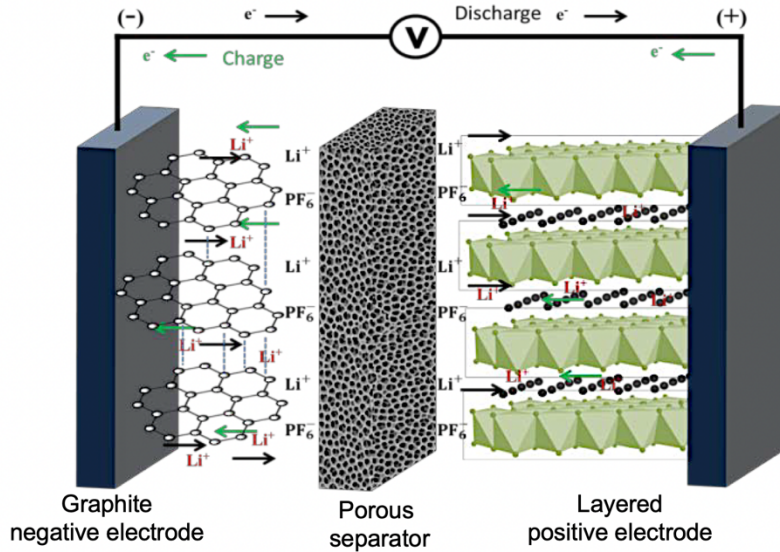 (-) e⁻ Discharge e⁻ (+)
V
e⁻ Charge e⁻
Li⁺
Li⁺ Li⁺
Li⁺
PF₆⁻ PF₆⁻
Li⁺ Li⁺
Li⁺
Li⁺ Li⁺
Li⁺
Li⁺
PF₆⁻ PF₆ Li⁺
Li⁺ Li⁺
Li⁺ Li⁺ Li⁺ Li⁺
PF₆⁻ PF₆⁻
Li⁺
Li⁺
Graphite
negative electrode
Porous
separator
Layered
positive electrode